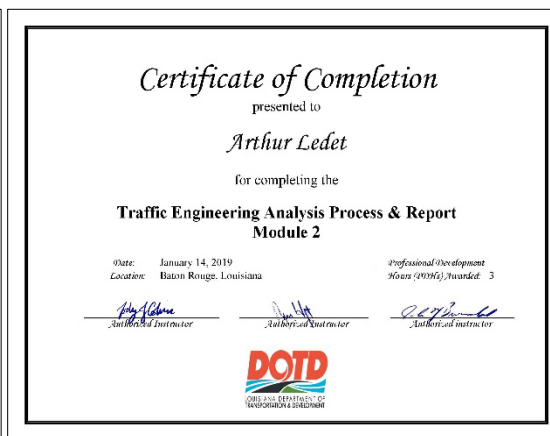 Certificate of Completion
presented to
Arthur Ledet
for completing the
Traffic Engineering Analysis Process & Report
Module 2
Date: January 14, 2019
Location: Baton Rouge, Louisiana
Professional Development
Hours (PDHs) Awarded: 3
Authorized Instructor
Authorized Instructor
Authorized instructor
DOTD
LOUISIANA DEPARTMENT OF
TRANSPORTATION & DEVELOPMENT